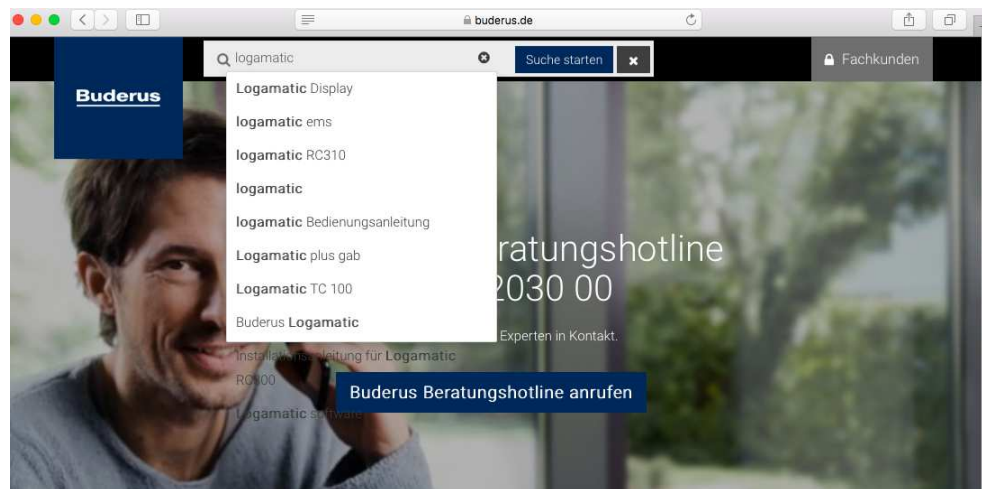 buderus.de
logamatic
Suche starten
Fachkunden
Buderus
Logamatic Display
logamatic ems
logamatic RC310
logamatic
logamatic Bedienungsanleitung
Logamatic plus gab
Logamatic TC 100
Buderus Logamatic
ratungshotline
2030 00
Experten in Kontakt.
Installationsanleitung für Logamatic
Buderus Beratungshotline anrufen
Logamatic software